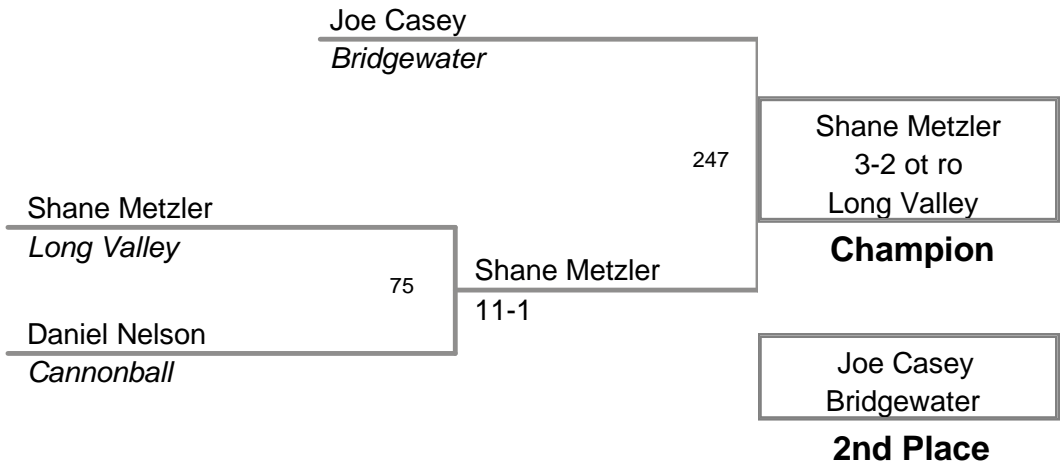 Joe Casey
Bridgewater
247
Shane Metzler
3-2 ot ro
Long Valley
Champion
Shane Metzler
Long Valley
75
Shane Metzler
11-1
Daniel Nelson
Cannonball
Joe Casey
Bridgewater
2nd Place